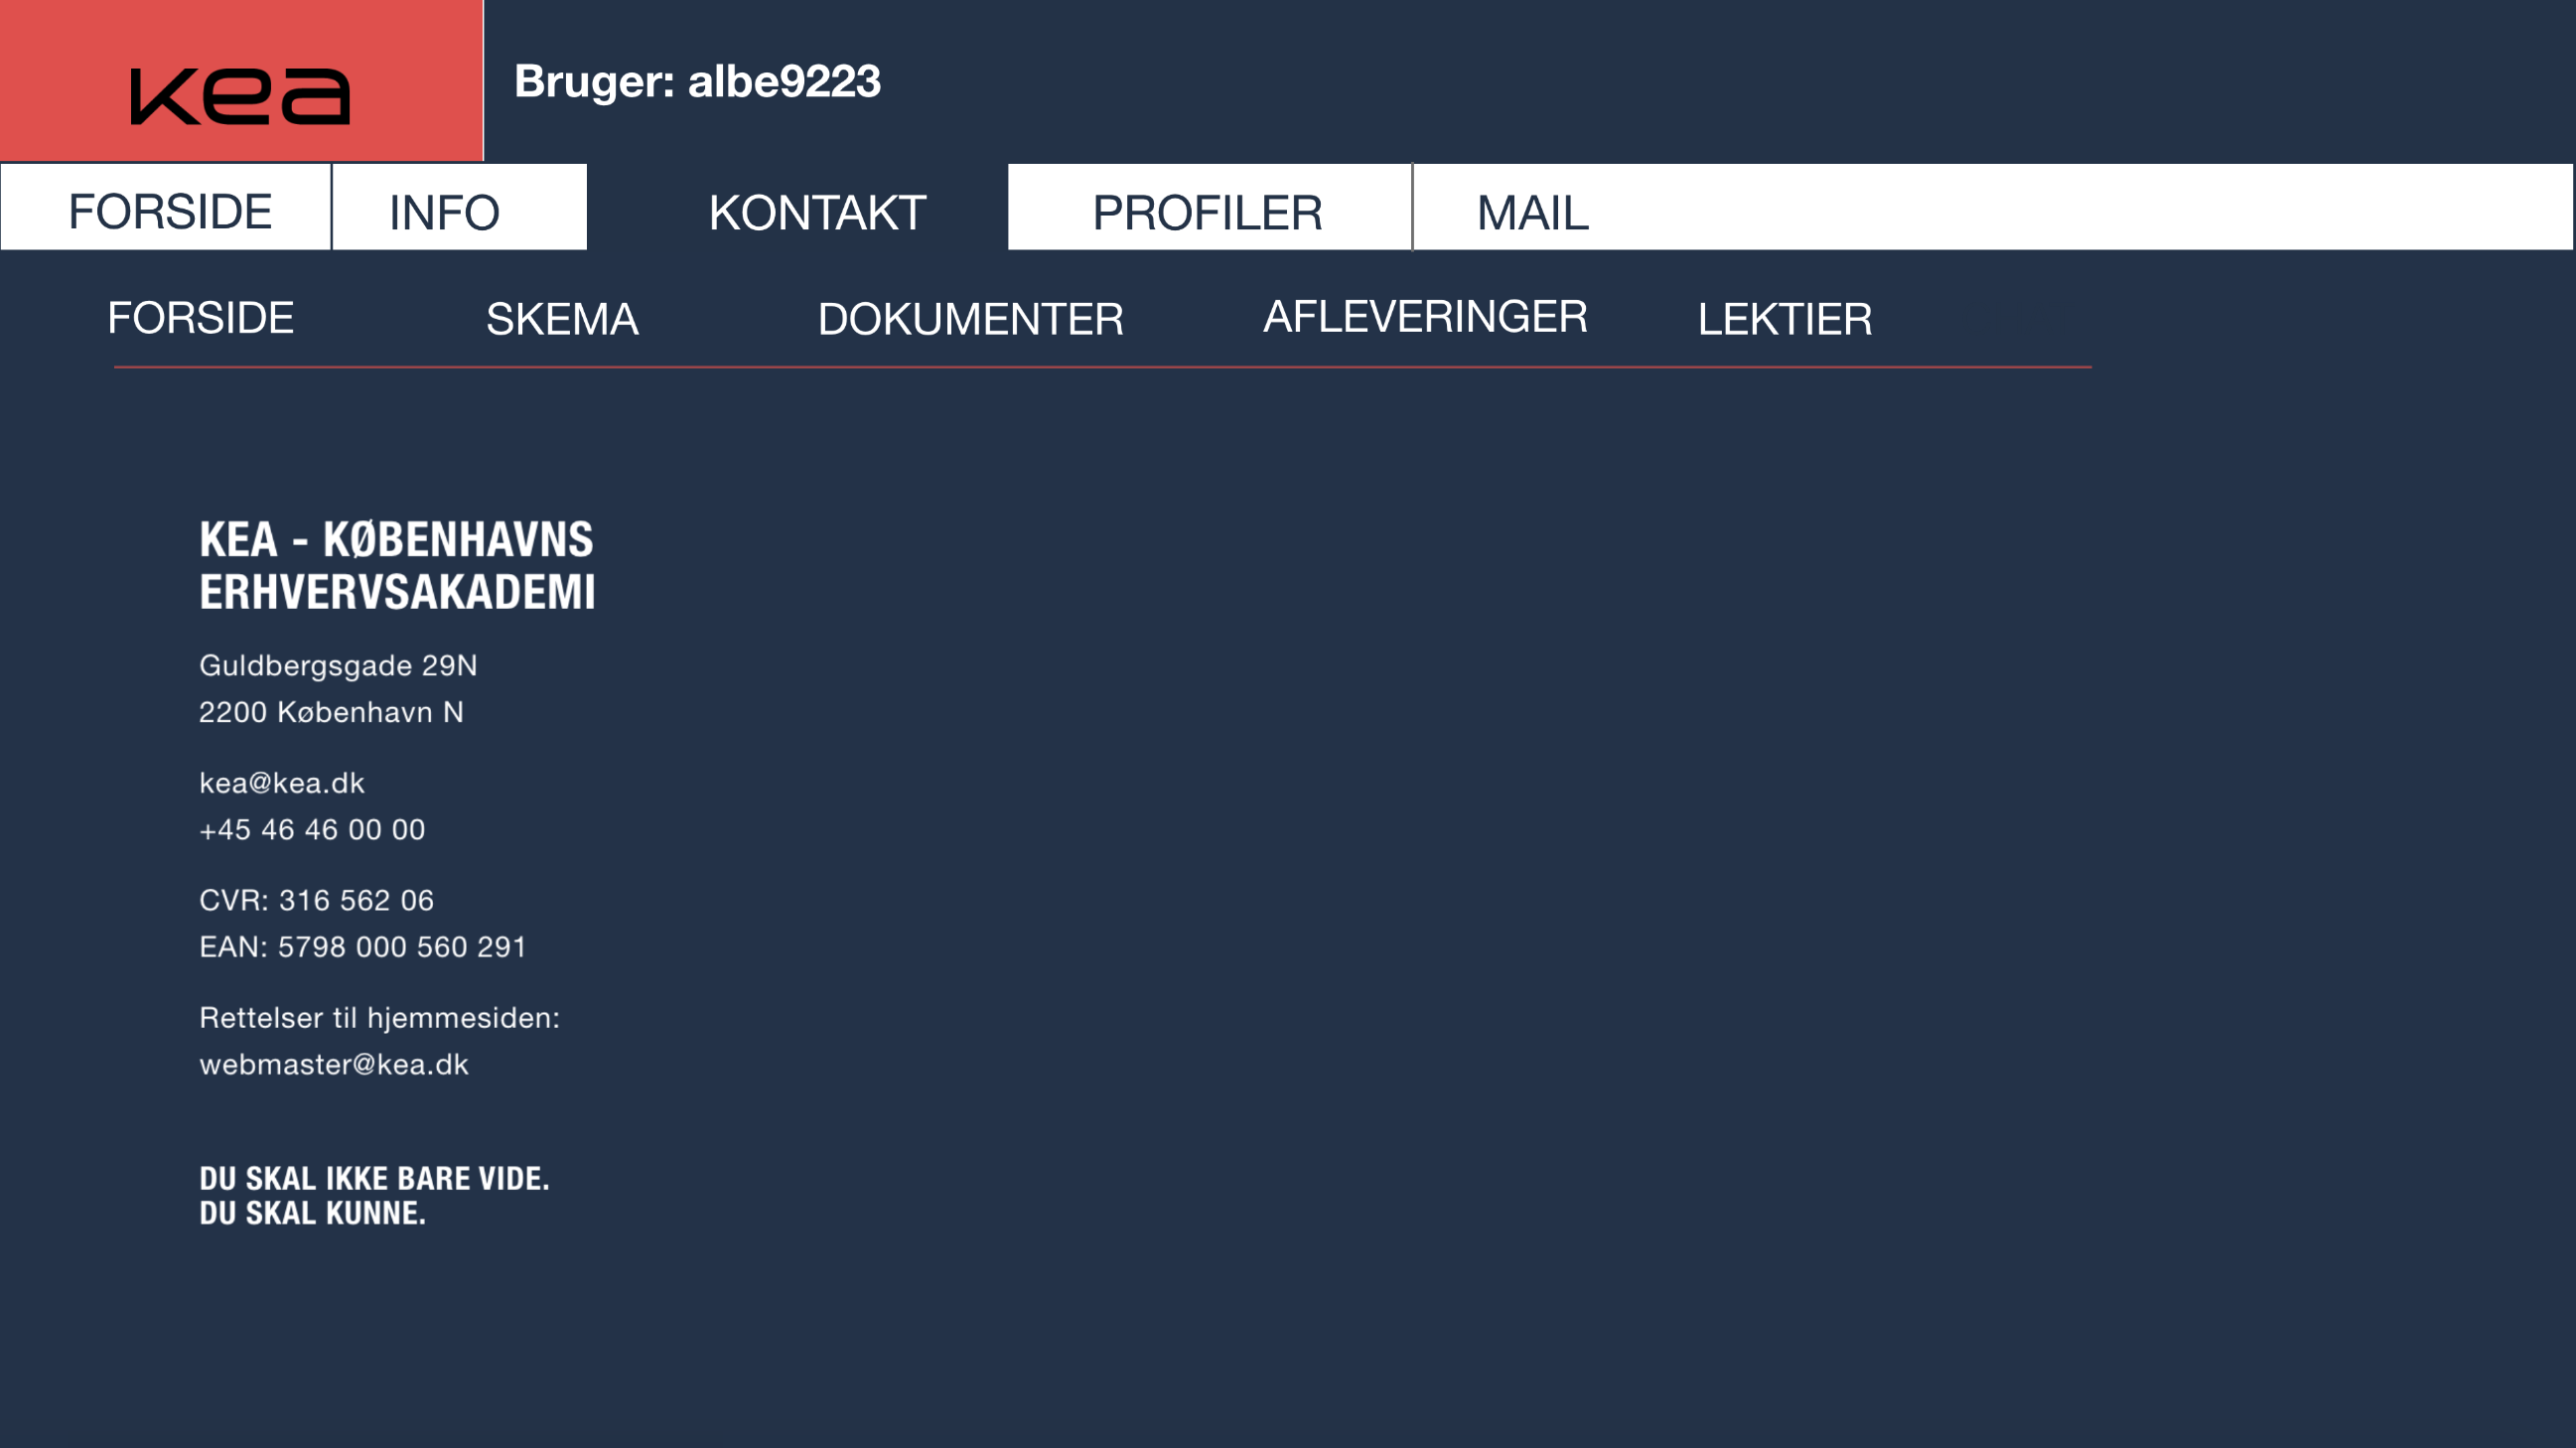 kea
Bruger: albe9223
FORSIDE INFO KONTAKT PROFILER MAIL
FORSIDE SKEMA DOKUMENTER AFLEVERINGER LEKTIER
KEA - KØBENHAVNS
ERHVERVSAKADEMI
Guldbergsgade 29N
2200 København N
kea@kea.dk
+45 46 46 00 00
CVR: 316 562 06
EAN: 5798 000 560 291
Rettelser til hjemmesiden:
webmaster@kea.dk
DU SKAL IKKE BARE VIDE.
DU SKAL KUNNE.